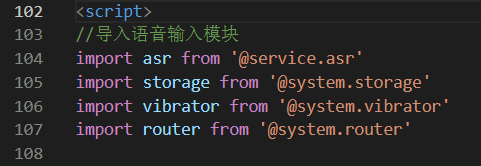 102 <script>
103 //导入语音输入模块
104 import asr from '@service.asr'
105 import storage from '@system.storage'
106 import vibrator from '@system.vibrator'
107 import router from '@system.router'
108